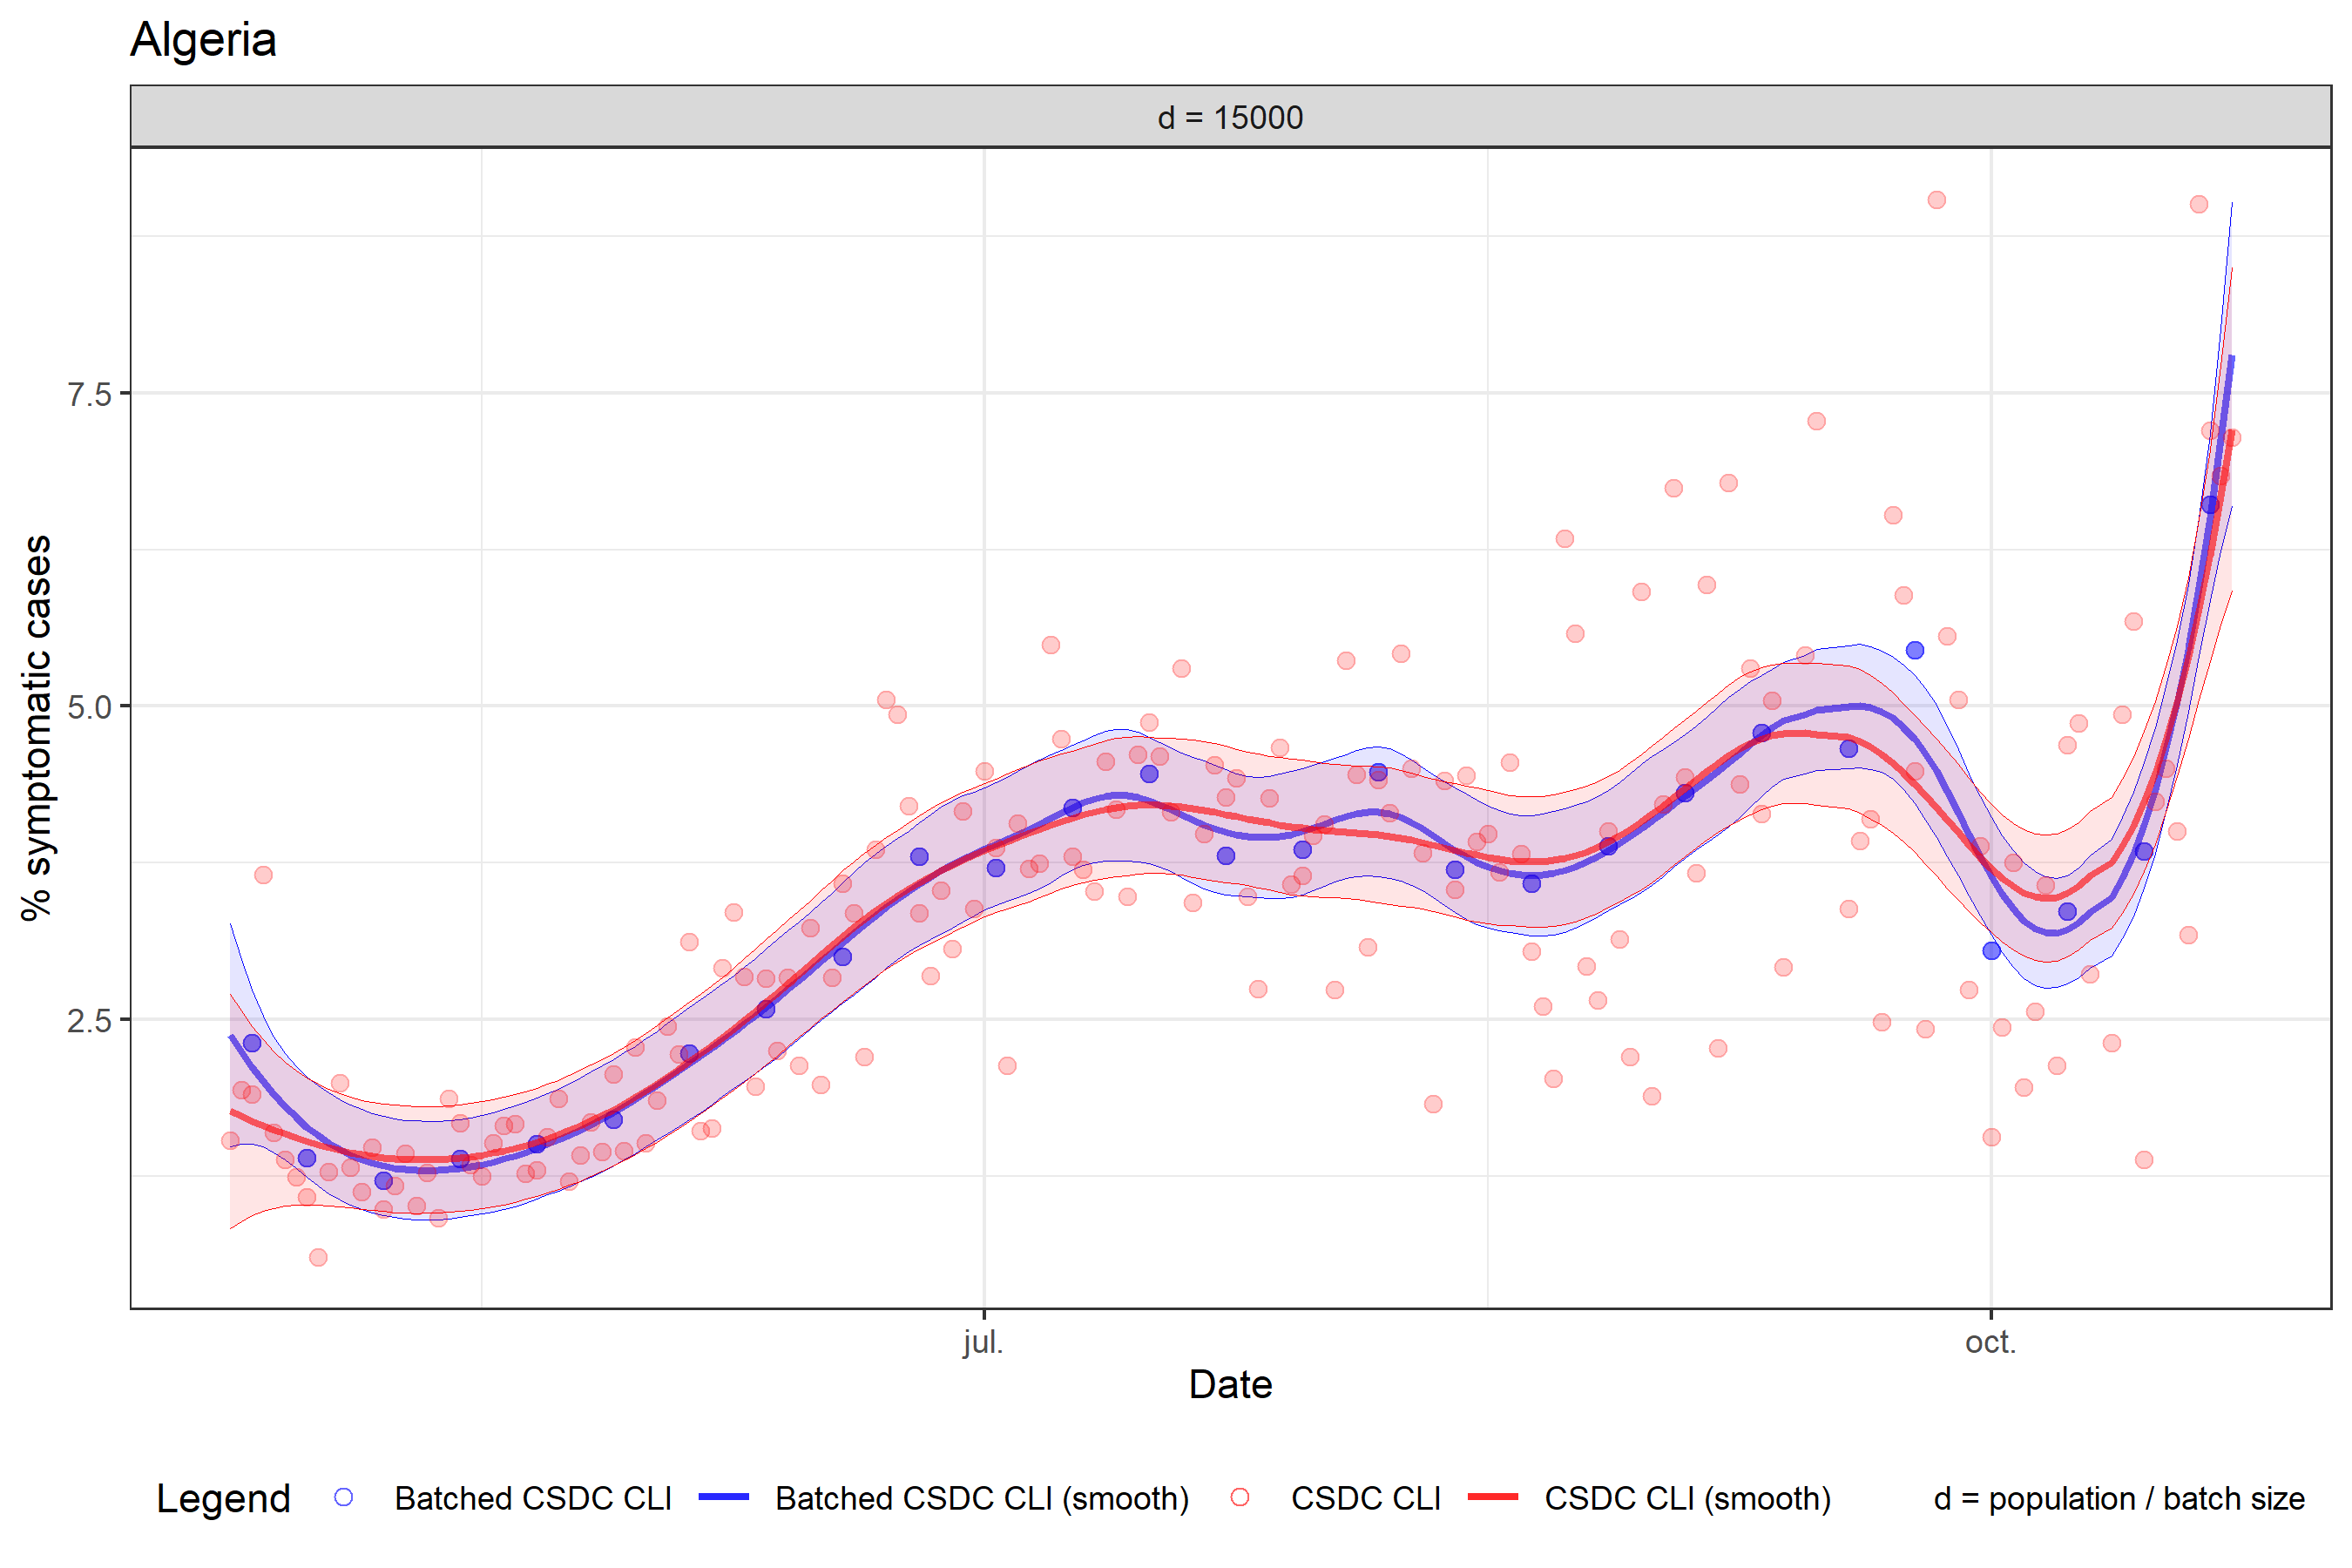 Algeria
d = 15000
% symptomatic cases
7.5
5.0
2.5
jul.
oct.
Date
Legend
Batched CSDC CLI
Batched CSDC CLI (smooth)
CSDC CLI
CSDC CLI (smooth)
d = population / batch size